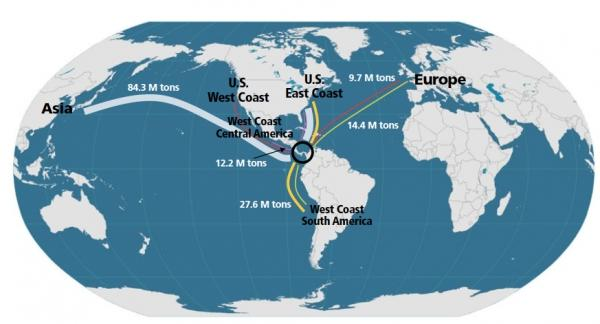 84.3 M tons
Asia
U.S.
West Coast
U.S.
East Coast
9.7 M tons
Europe
14.4 M tons
West Coast
Central America
12.2 M tons
27.6 M tons
West Coast
South America